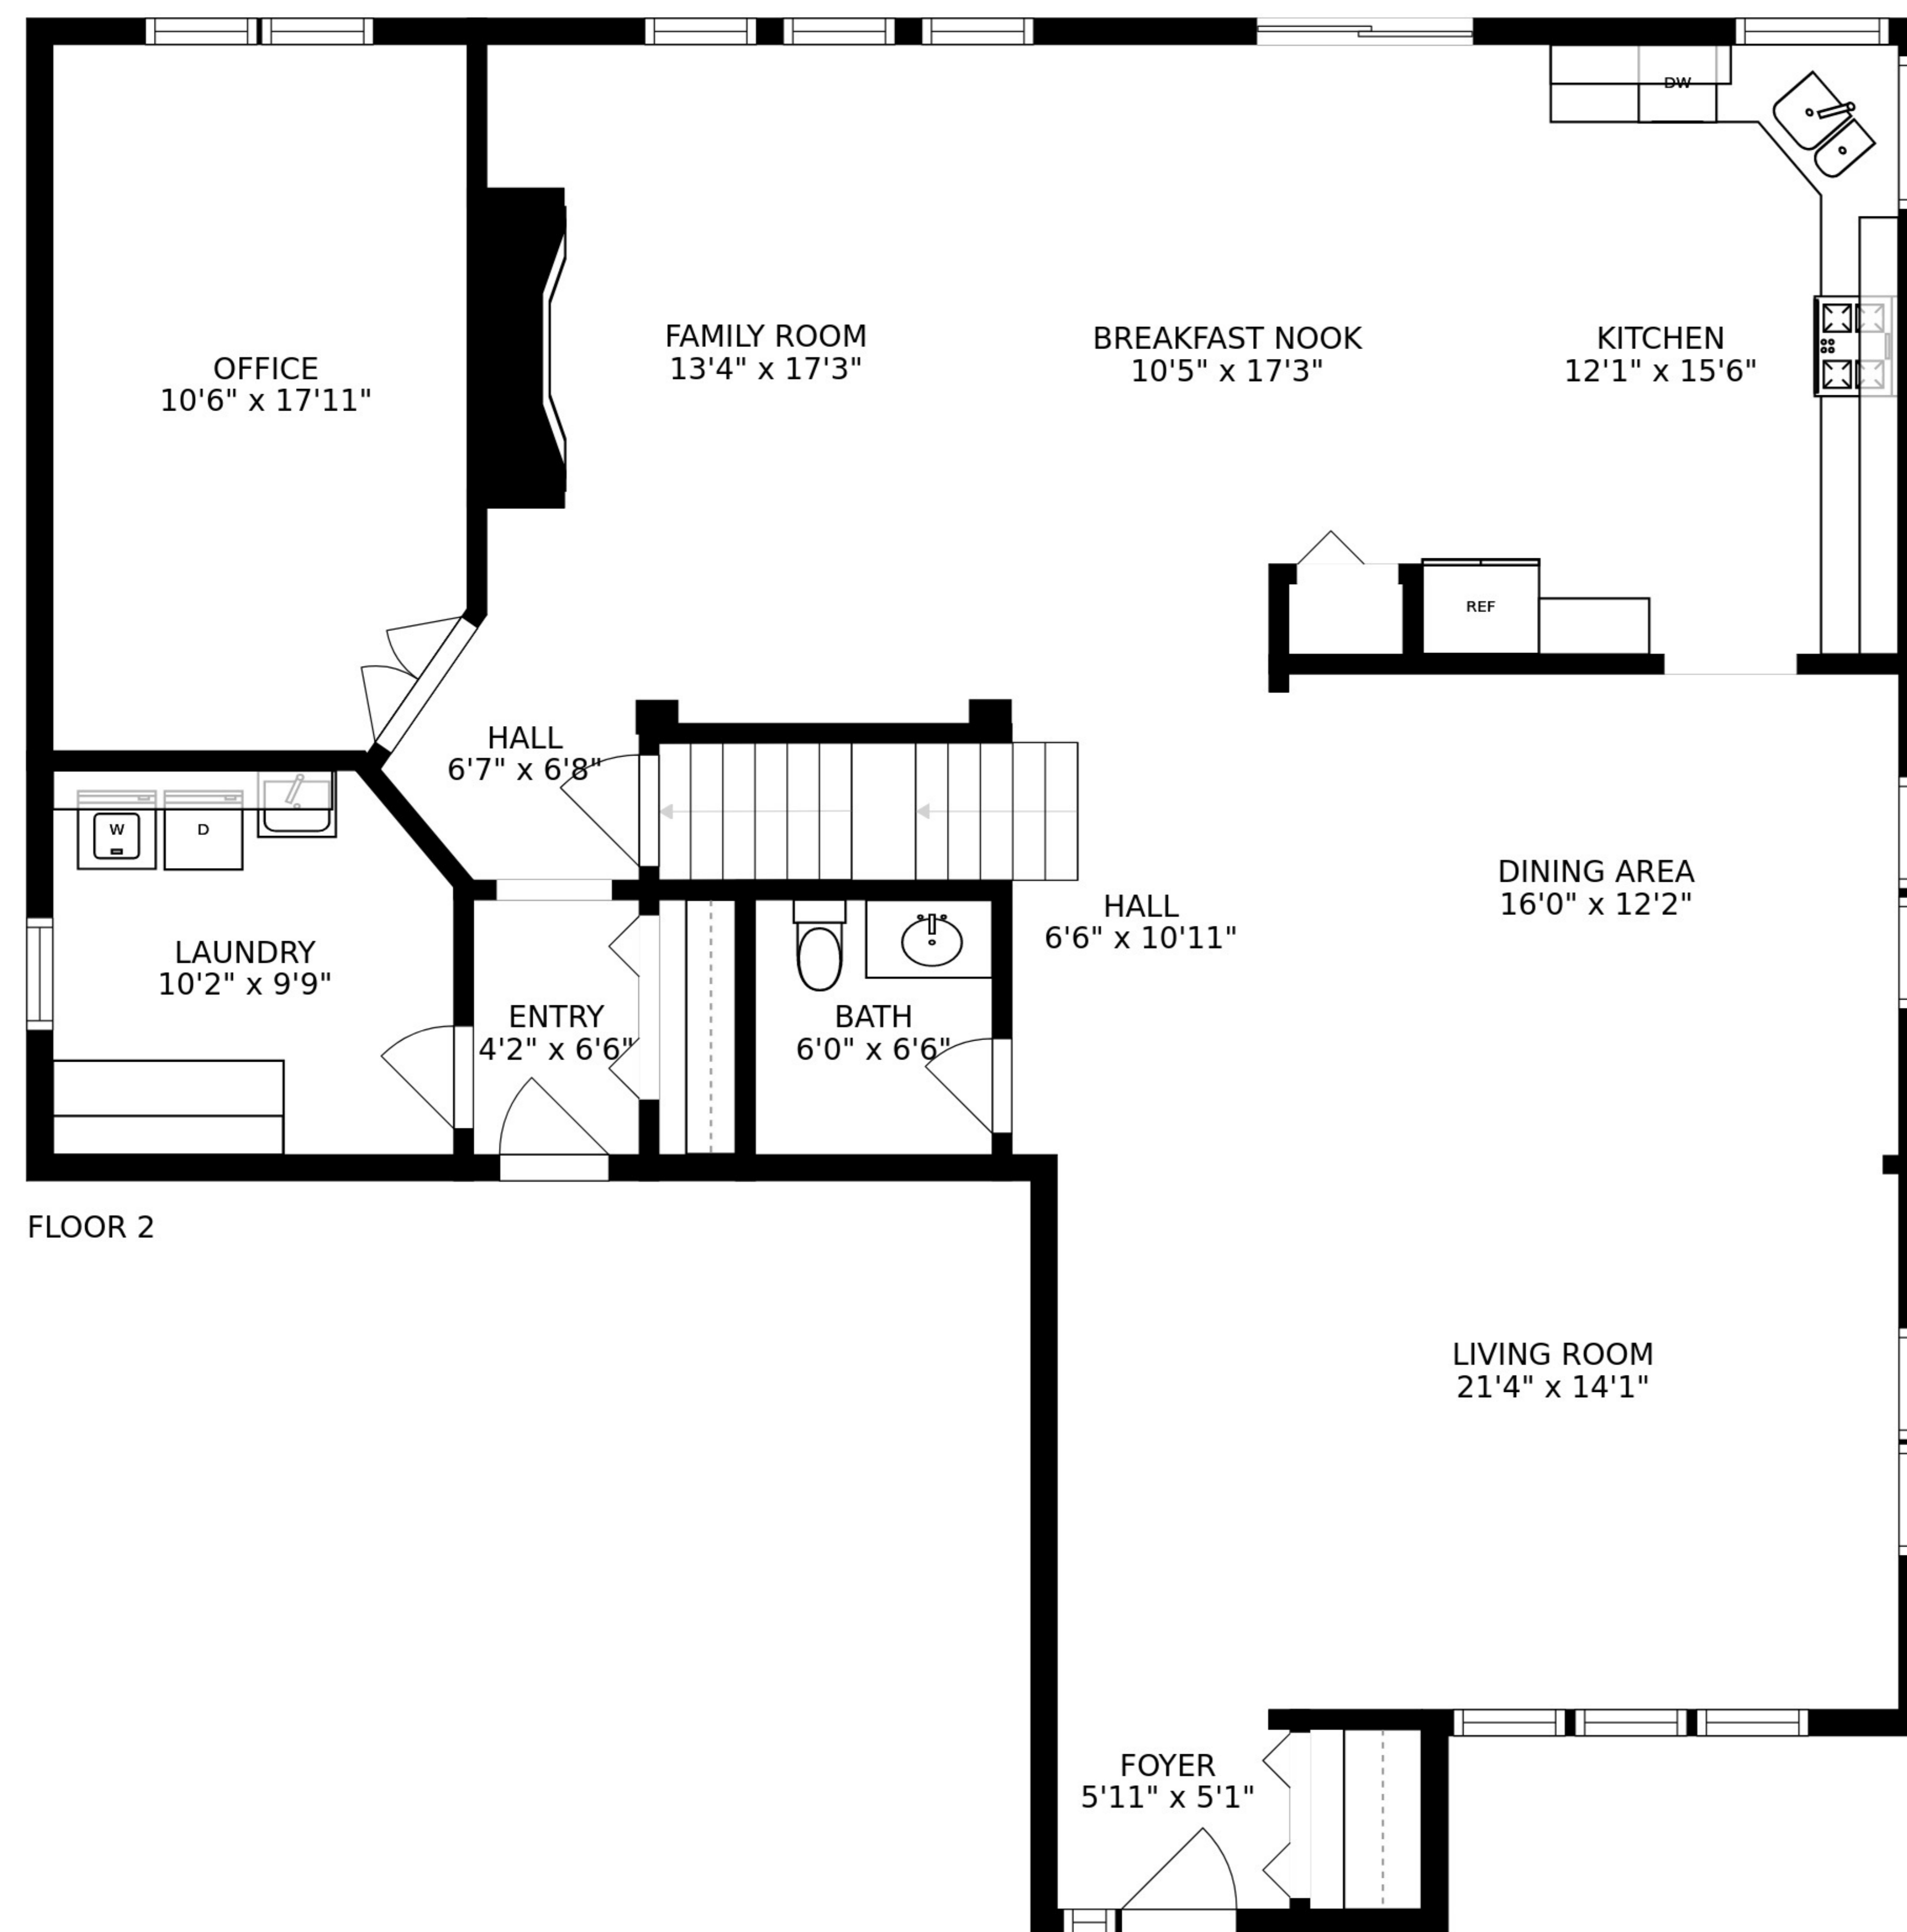 DW
FAMILY ROOM
13'4" x 17'3"
BREAKFAST NOOK
10'5" x 17'3"
KITCHEN
12'1" x 15'6"
OFFICE
10'6" x 17'11"
REF
HALL
6'7" x 6'8"
W
D
DINING AREA
16'0" x 12'2"
HALL
6'6" x 10'11"
LAUNDRY
10'2" x 9'9"
ENTRY
4'2" x 6'6"
BATH
6'0" x 6'6"
FLOOR 2
LIVING ROOM
21'4" x 14'1"
FOYER
5'11" x 5'1"